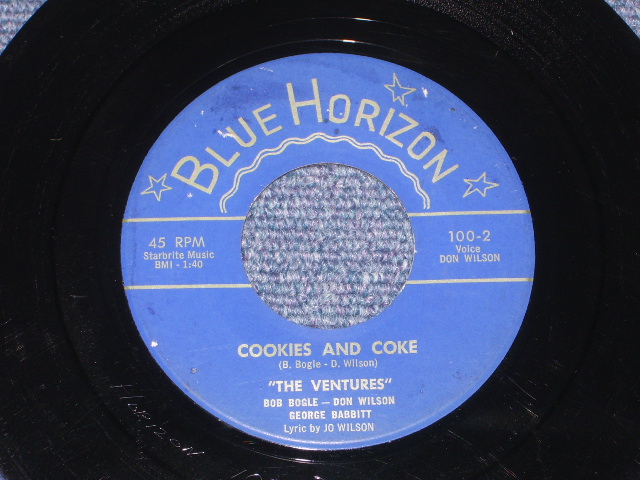 BLUE HORIZON
45 RPM
Starbrite Music
BMI - 1:40
100-2
Voice
DON WILSON
COOKIES AND COKE
(B. Bogle - D. Wilson)
"THE VENTURES"
BOB BOGLE — DON WILSON
GEORGE BABBITT
Lyric by JO WILSON